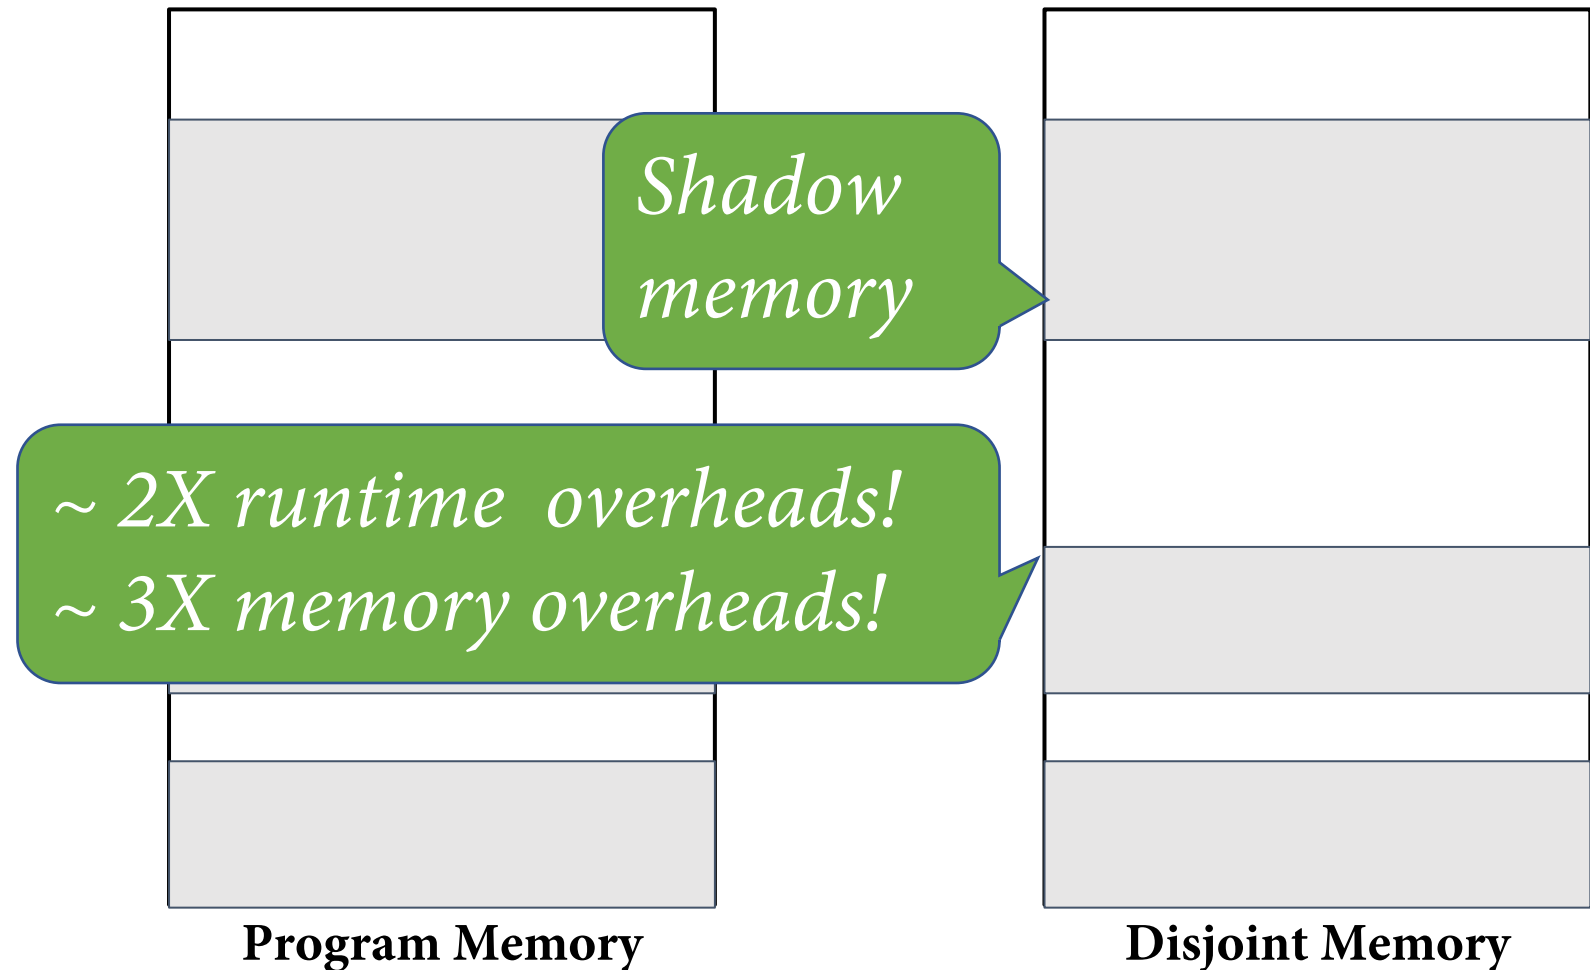 Shadow
memory
~ 2X runtime overheads!
~ 3X memory overheads!
Program Memory
Disjoint Memory